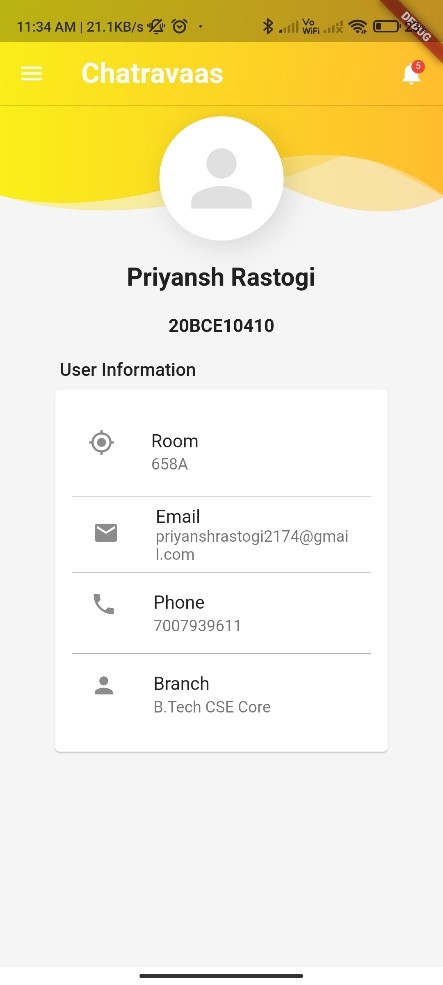 11:34 AM | 21.1KB/s
Vo
WiFi
DEBUG
Chatravaas
5
Priyansh Rastogi
20BCE10410
User Information
Room
658A
Email
priyanshrastogi2174@gmai
l.com
Phone
7007939611
Branch
B.Tech CSE Core